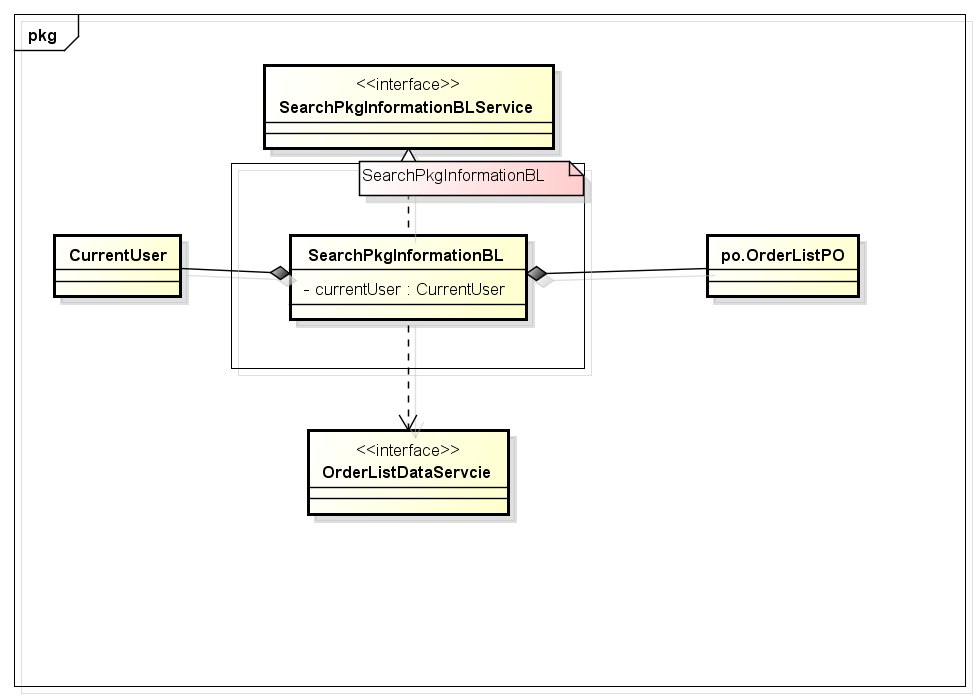 pkg
<<interface>>
SearchPkgInformationBLService
SearchPkgInformationBL
CurrentUser
SearchPkgInformationBL
- currentUser : CurrentUser
po.OrderListPO
<<interface>>
OrderListDataServcie